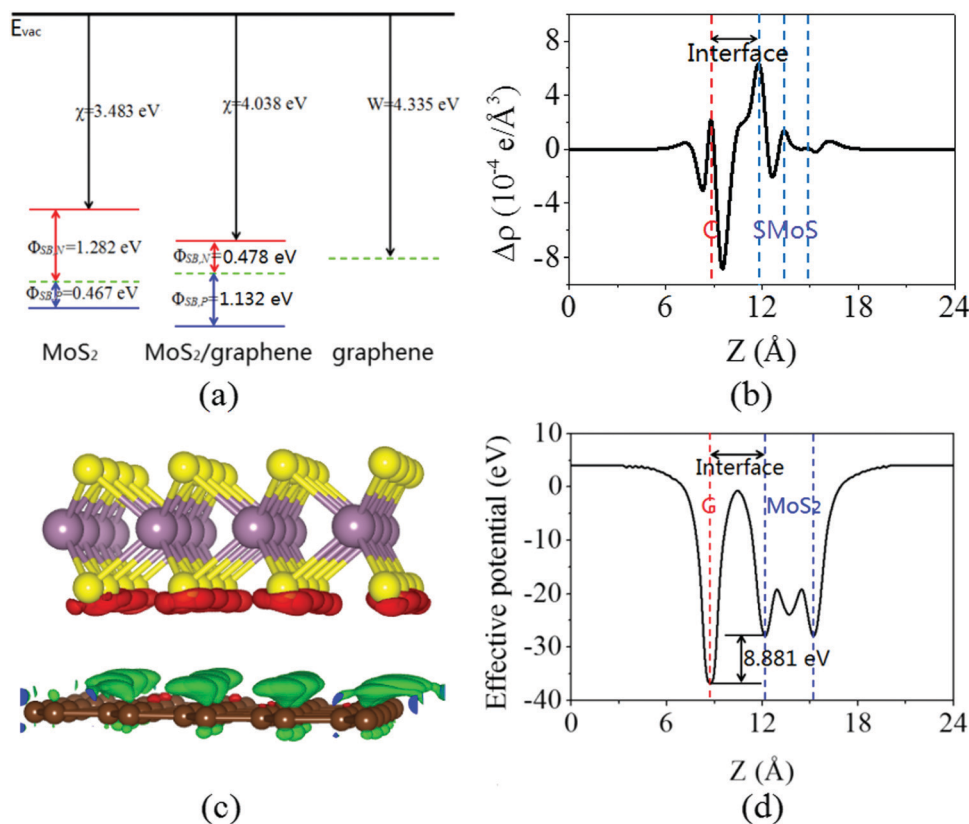 Evac
χ=3.483 eV
χ=4.038 eV
W=4.335 eV
ΦSB,N=1.282 eV
ΦSB,P=0.467 eV
ΦSB,N=0.478 eV
ΦSB,P=1.132 eV
MoS2
MoS2/graphene
graphene
(a)
8
4
0
-4
-8
Δρ (10⁻⁴ e/Å³)
Interface
C
S Mo S
0
6
12
18
24
Z (Å)
(b)
(c)
10
0
-10
-20
-30
-40
Effective potential (eV)
Interface
G
MoS2
8.881 eV
0
6
12
18
24
Z (Å)
(d)